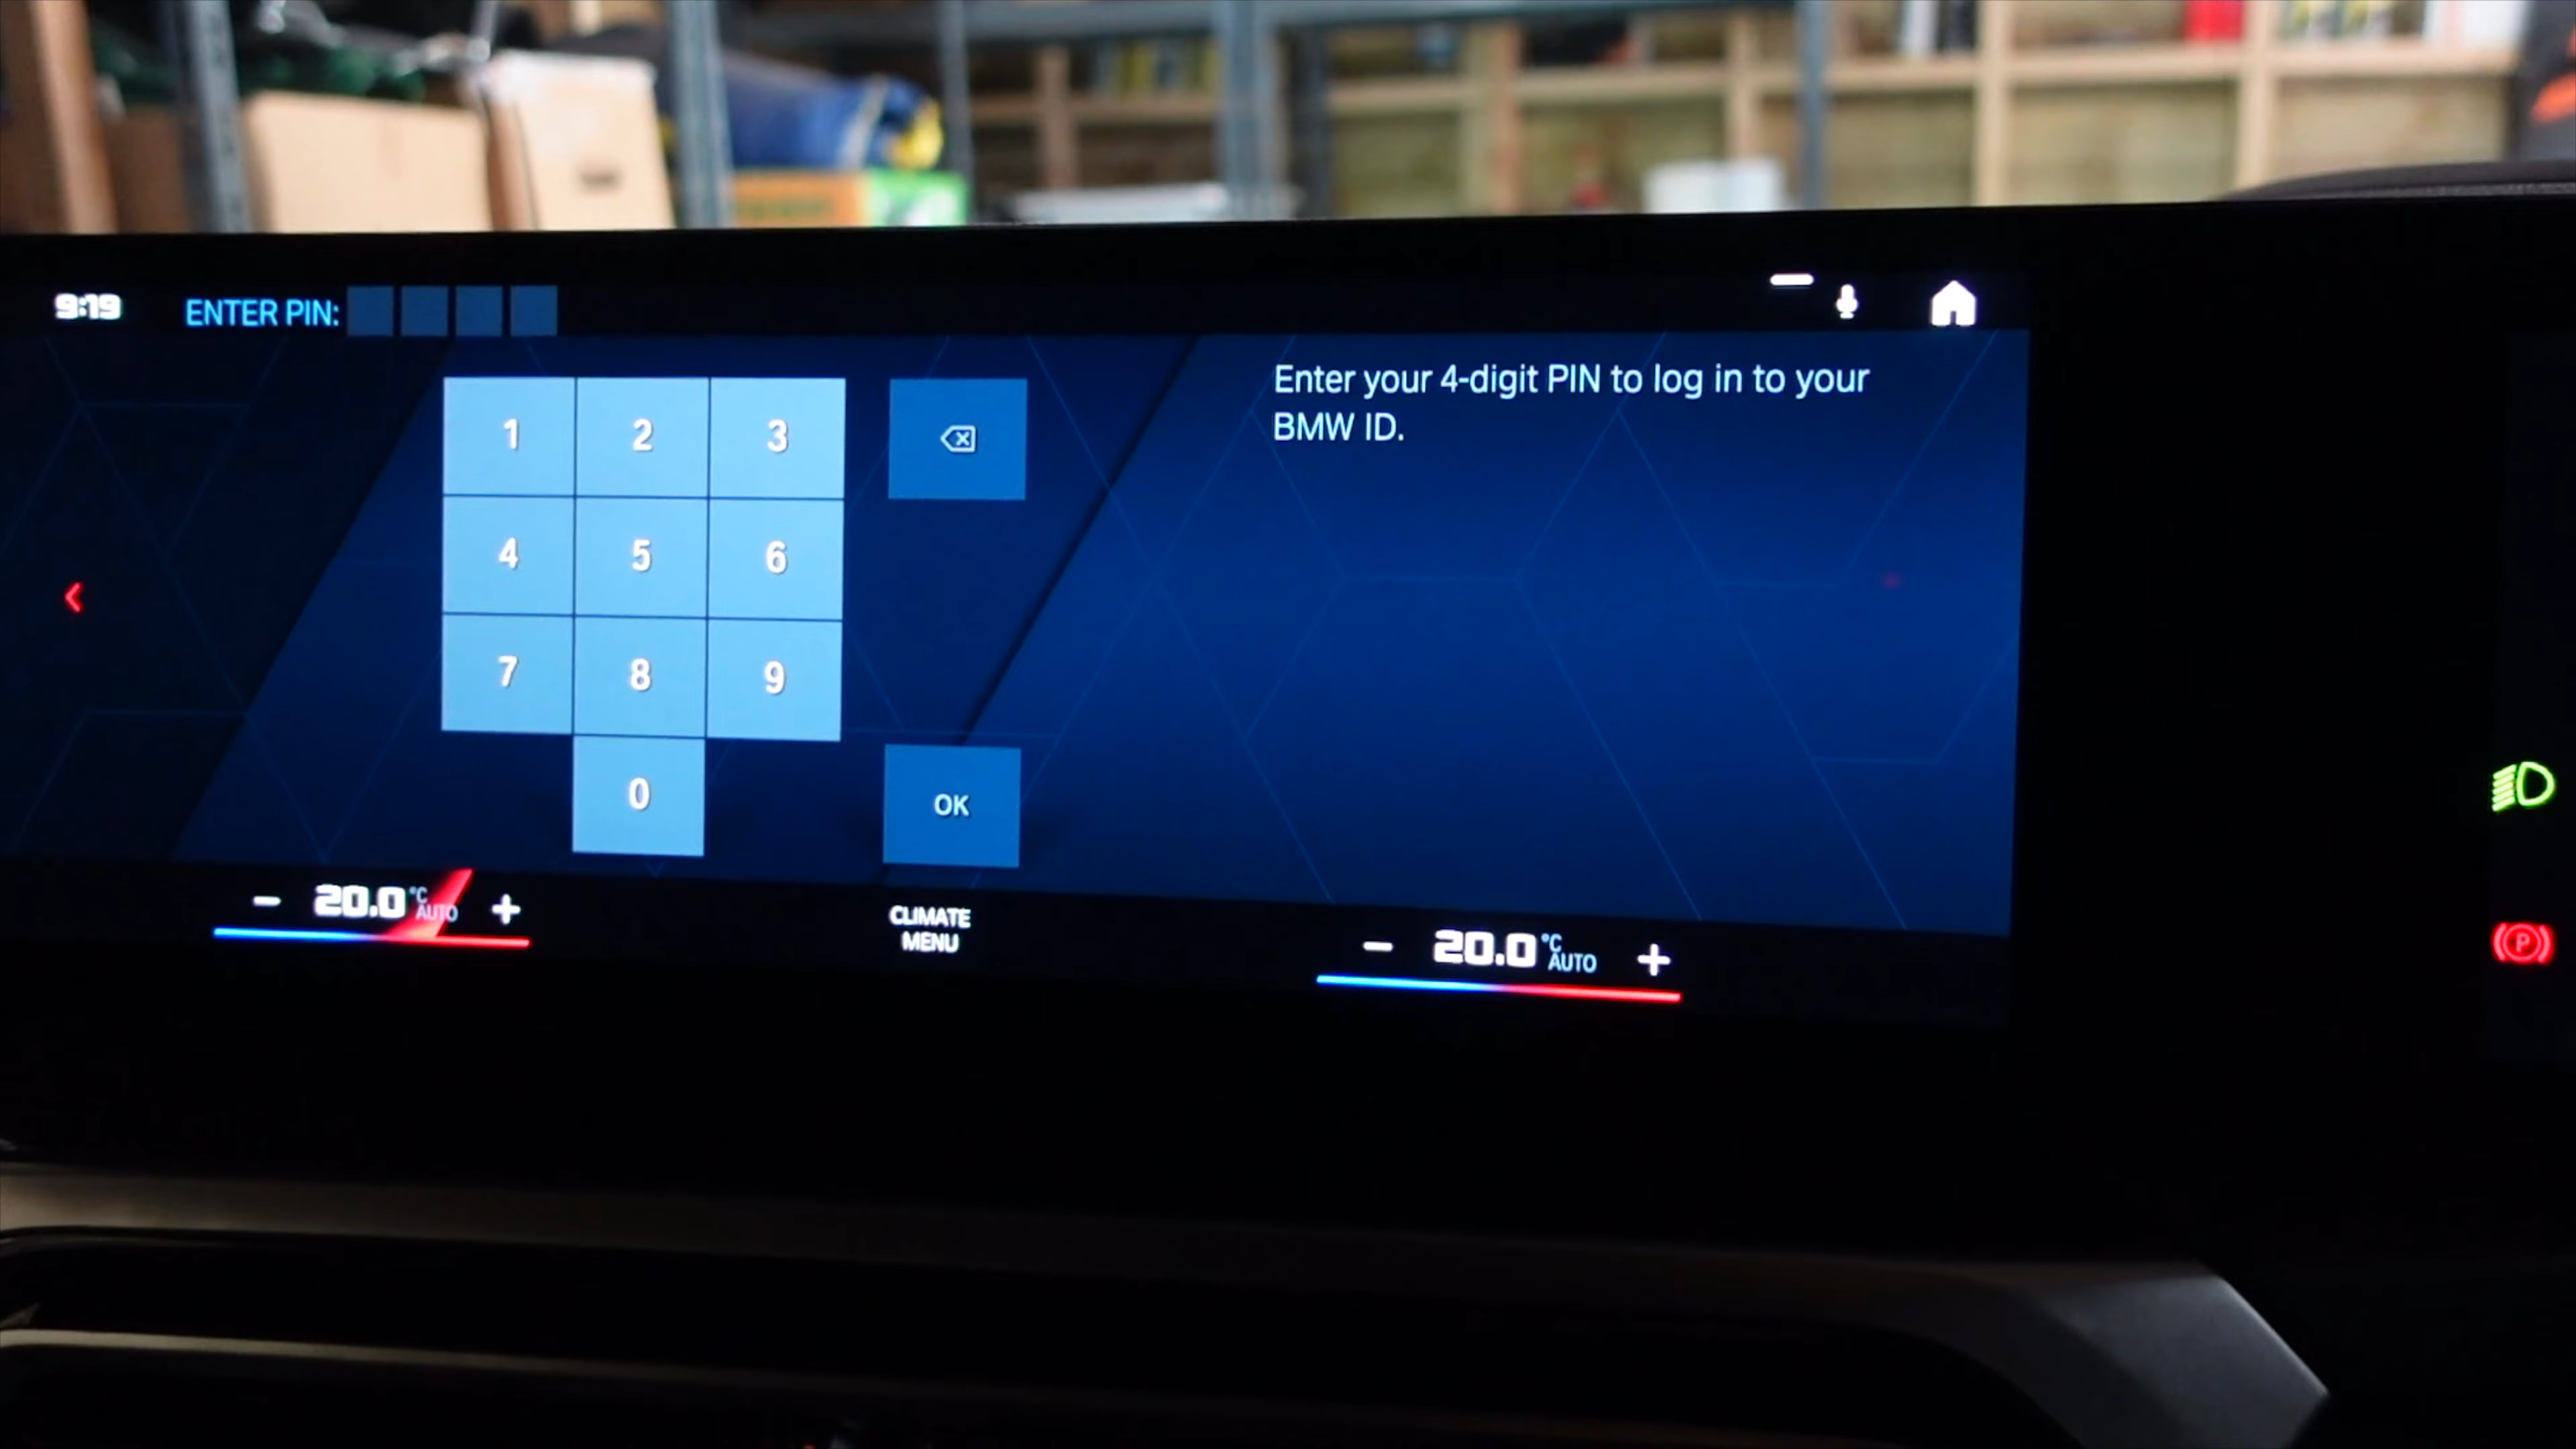 9:19
ENTER PIN:
Enter your 4-digit PIN to log in to your
BMW ID.
1 2 3
4 5 6
7 8 9
0
OK
- 20.0 °C AUTO +
CLIMATE
MENU
- 20.0 °C AUTO +
P